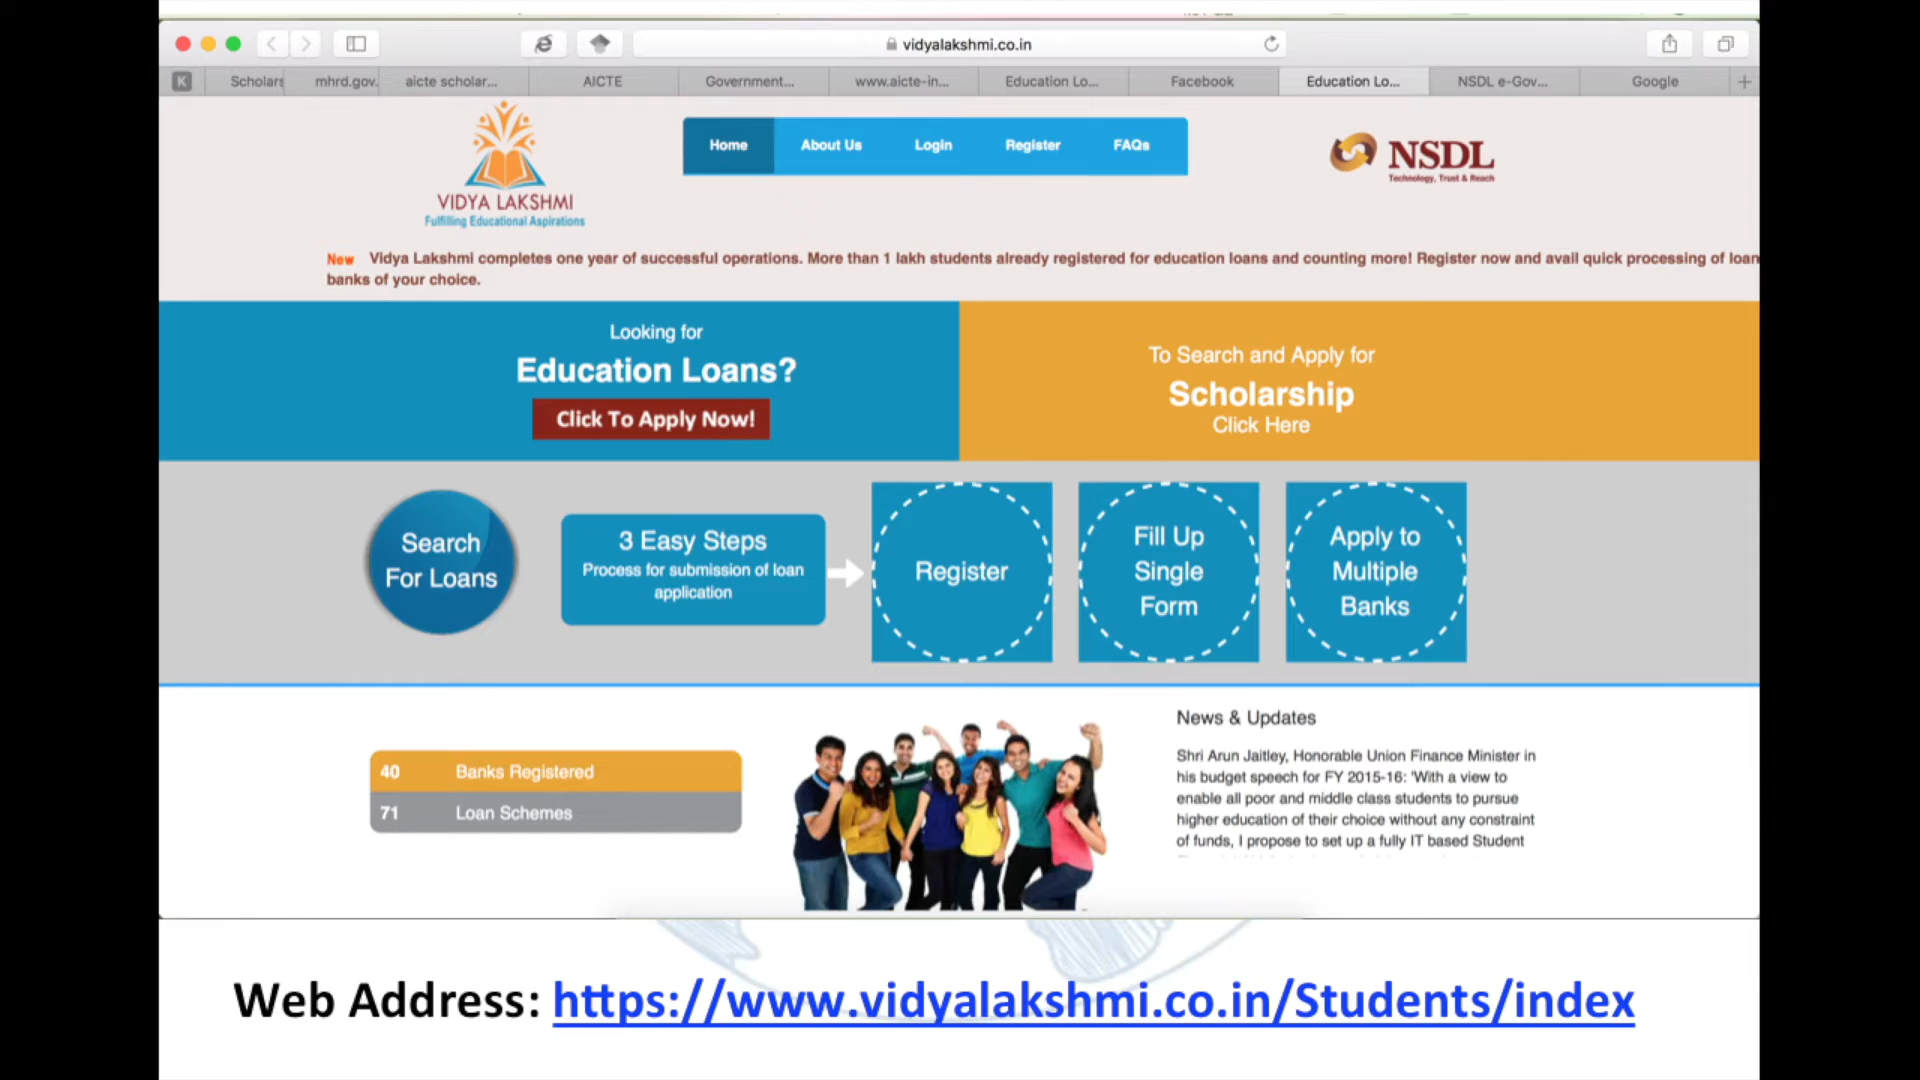 vidyalakshmi.co.in
K
Scholars
mhrd.gov.
aicte scholar...
AICTE
Government...
www.aicte-in...
Education Lo...
Facebook
Education Lo...
NSDL e-Gov...
Google
VIDYA LAKSHMI
Fulfilling Educational Aspirations
Home
About Us
Login
Register
FAQs
NSDL
Technology, Trust & Reach
New Vidya Lakshmi completes one year of successful operations. More than 1 lakh students already registered for education loans and counting more! Register now and avail quick processing of loan
banks of your choice.
Looking for
Education Loans?
Click To Apply Now!
To Search and Apply for
Scholarship
Click Here
Search
For Loans
3 Easy Steps
Process for submission of loan
application
Register
Fill Up
Single
Form
Apply to
Multiple
Banks
40 Banks Registered
71 Loan Schemes
News & Updates
Shri Arun Jaitley, Honorable Union Finance Minister in
his budget speech for FY 2015-16: 'With a view to
enable all poor and middle class students to pursue
higher education of their choice without any constraint
of funds, I propose to set up a fully IT based Student
Web Address: https://www.vidyalakshmi.co.in/Students/index